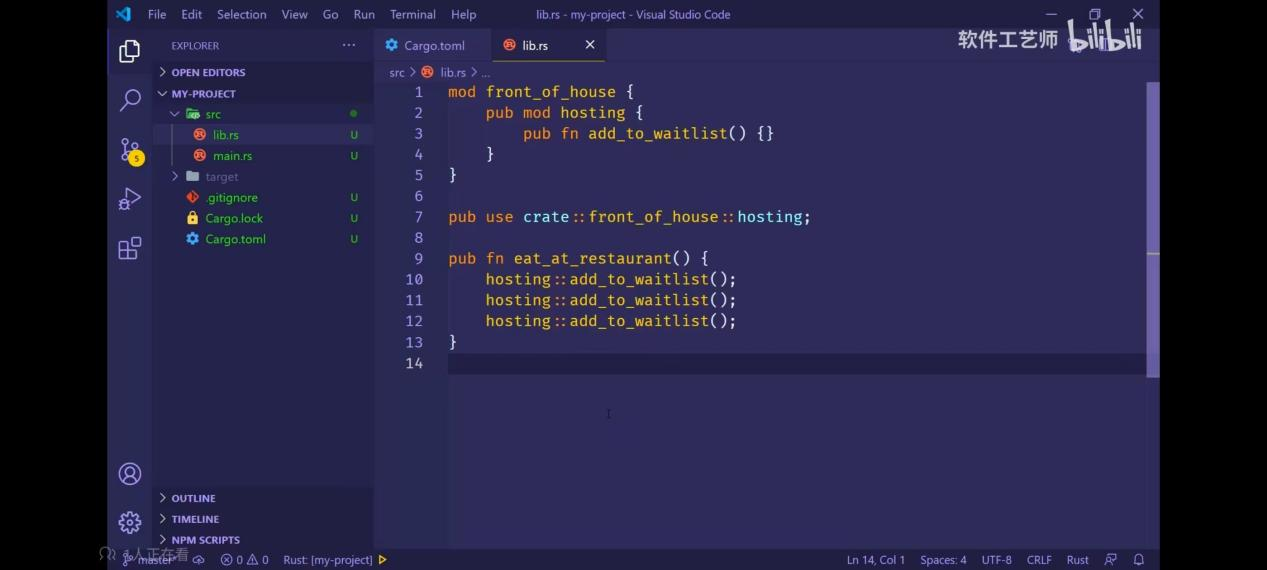 File Edit Selection View Go Run Terminal Help
lib.rs - my-project - Visual Studio Code
软件工艺师 bilibili
EXPLORER ...
Cargo.toml
lib.rs
OPEN EDITORS
src > lib.rs > ...
MY-PROJECT
src
lib.rs U
main.rs U
target
.gitignore U
Cargo.lock U
Cargo.toml U
5
1 mod front_of_house {
2     pub mod hosting {
3         pub fn add_to_waitlist() {}
4     }
5 }
6
7 pub use crate::front_of_house::hosting;
8
9 pub fn eat_at_restaurant() {
10     hosting::add_to_waitlist();
11     hosting::add_to_waitlist();
12     hosting::add_to_waitlist();
13 }
14
OUTLINE
TIMELINE
NPM SCRIPTS
1人正在看
master* 0 0 Rust: [my-project]
Ln 14, Col 1 Spaces: 4 UTF-8 CRLF Rust